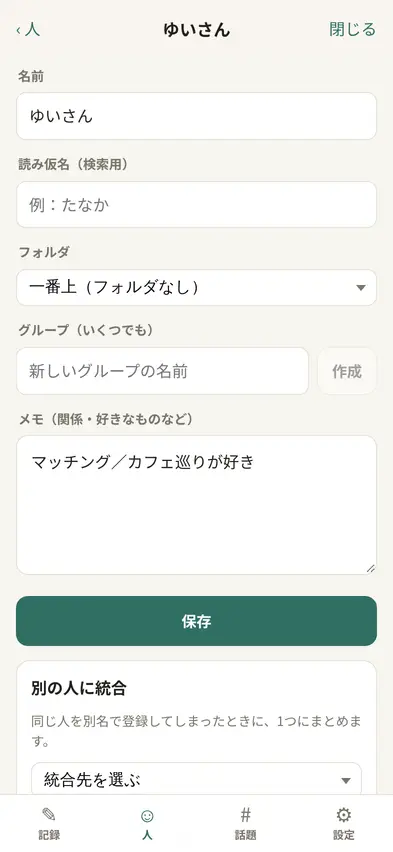 ‹ 人
ゆいさん
閉じる
名前
ゆいさん
読み仮名（検索用）
例：たなか
フォルダ
一番上（フォルダなし）
グループ（いくつでも）
新しいグループの名前
作成
メモ（関係・好きなものなど）
マッチング／カフェ巡りが好き
保存
別の人に統合
同じ人を別名で登録してしまったときに、1つにまとめま
す。
統合先を選ぶ
記録
人
# 
話題
設定